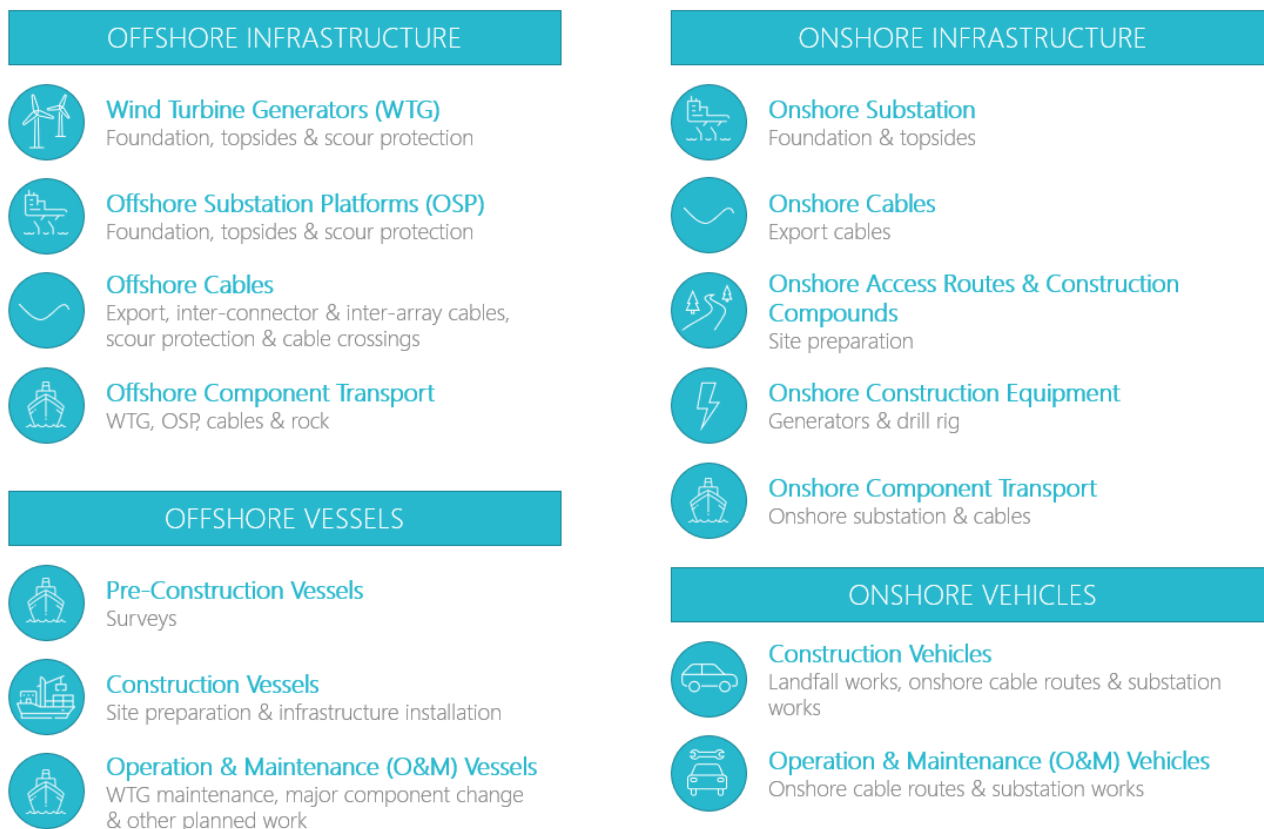 OFFSHORE INFRASTRUCTURE
Wind Turbine Generators (WTG)
Foundation, topsides & scour protection
Offshore Substation Platforms (OSP)
Foundation, topsides & scour protection
Offshore Cables
Export, inter-connector & inter-array cables,
scour protection & cable crossings
Offshore Component Transport
WTG, OSP, cables & rock
OFFSHORE VESSELS
Pre-Construction Vessels
Surveys
Construction Vessels
Site preparation & infrastructure installation
Operation & Maintenance (O&M) Vessels
WTG maintenance, major component change
& other planned work
ONSHORE INFRASTRUCTURE
Onshore Substation
Foundation & topsides
Onshore Cables
Export cables
Onshore Access Routes & Construction
Compounds
Site preparation
Onshore Construction Equipment
Generators & drill rig
Onshore Component Transport
Onshore substation & cables
ONSHORE VEHICLES
Construction Vehicles
Landfall works, onshore cable routes & substation
works
Operation & Maintenance (O&M) Vehicles
Onshore cable routes & substation works